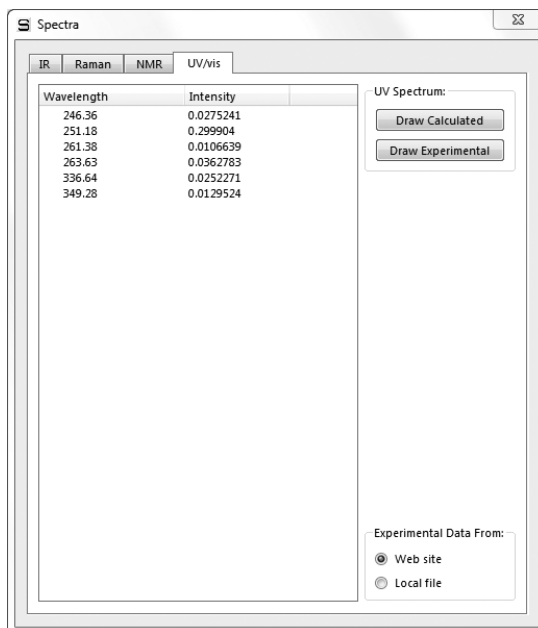 S Spectra
IR Raman NMR UV/vis
Wavelength Intensity
246.36 0.0275241
251.18 0.299904
261.38 0.0106639
263.63 0.0362783
336.64 0.0252271
349.28 0.0129524
UV Spectrum:
Draw Calculated
Draw Experimental
Experimental Data From:
Web site
Local file